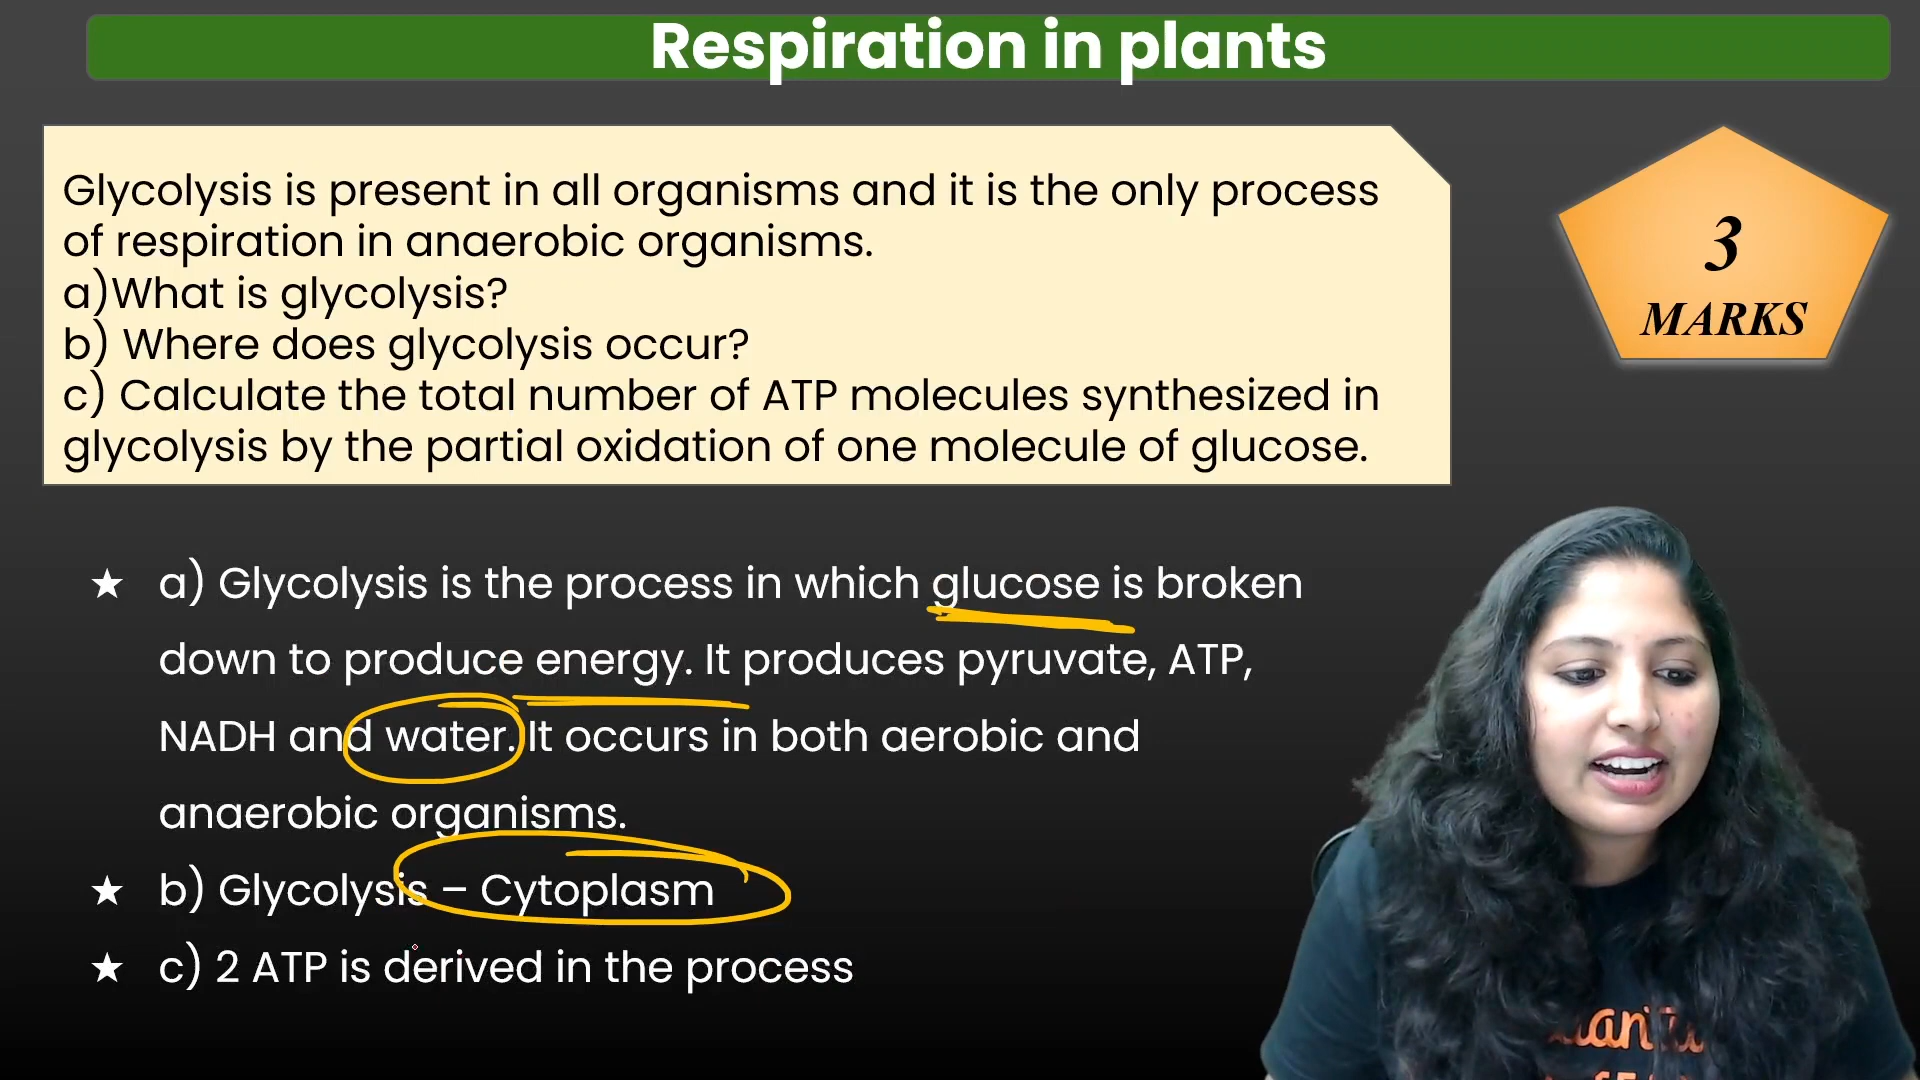 Respiration in plants
Glycolysis is present in all organisms and it is the only process
of respiration in anaerobic organisms.
a)What is glycolysis?
b) Where does glycolysis occur?
c) Calculate the total number of ATP molecules synthesized in
glycolysis by the partial oxidation of one molecule of glucose.
3
MARKS
★ a) Glycolysis is the process in which glucose is broken
down to produce energy. It produces pyruvate, ATP,
NADH and water. It occurs in both aerobic and
anaerobic organisms.
★ b) Glycolysis – Cytoplasm
★ c) 2 ATP is derived in the process